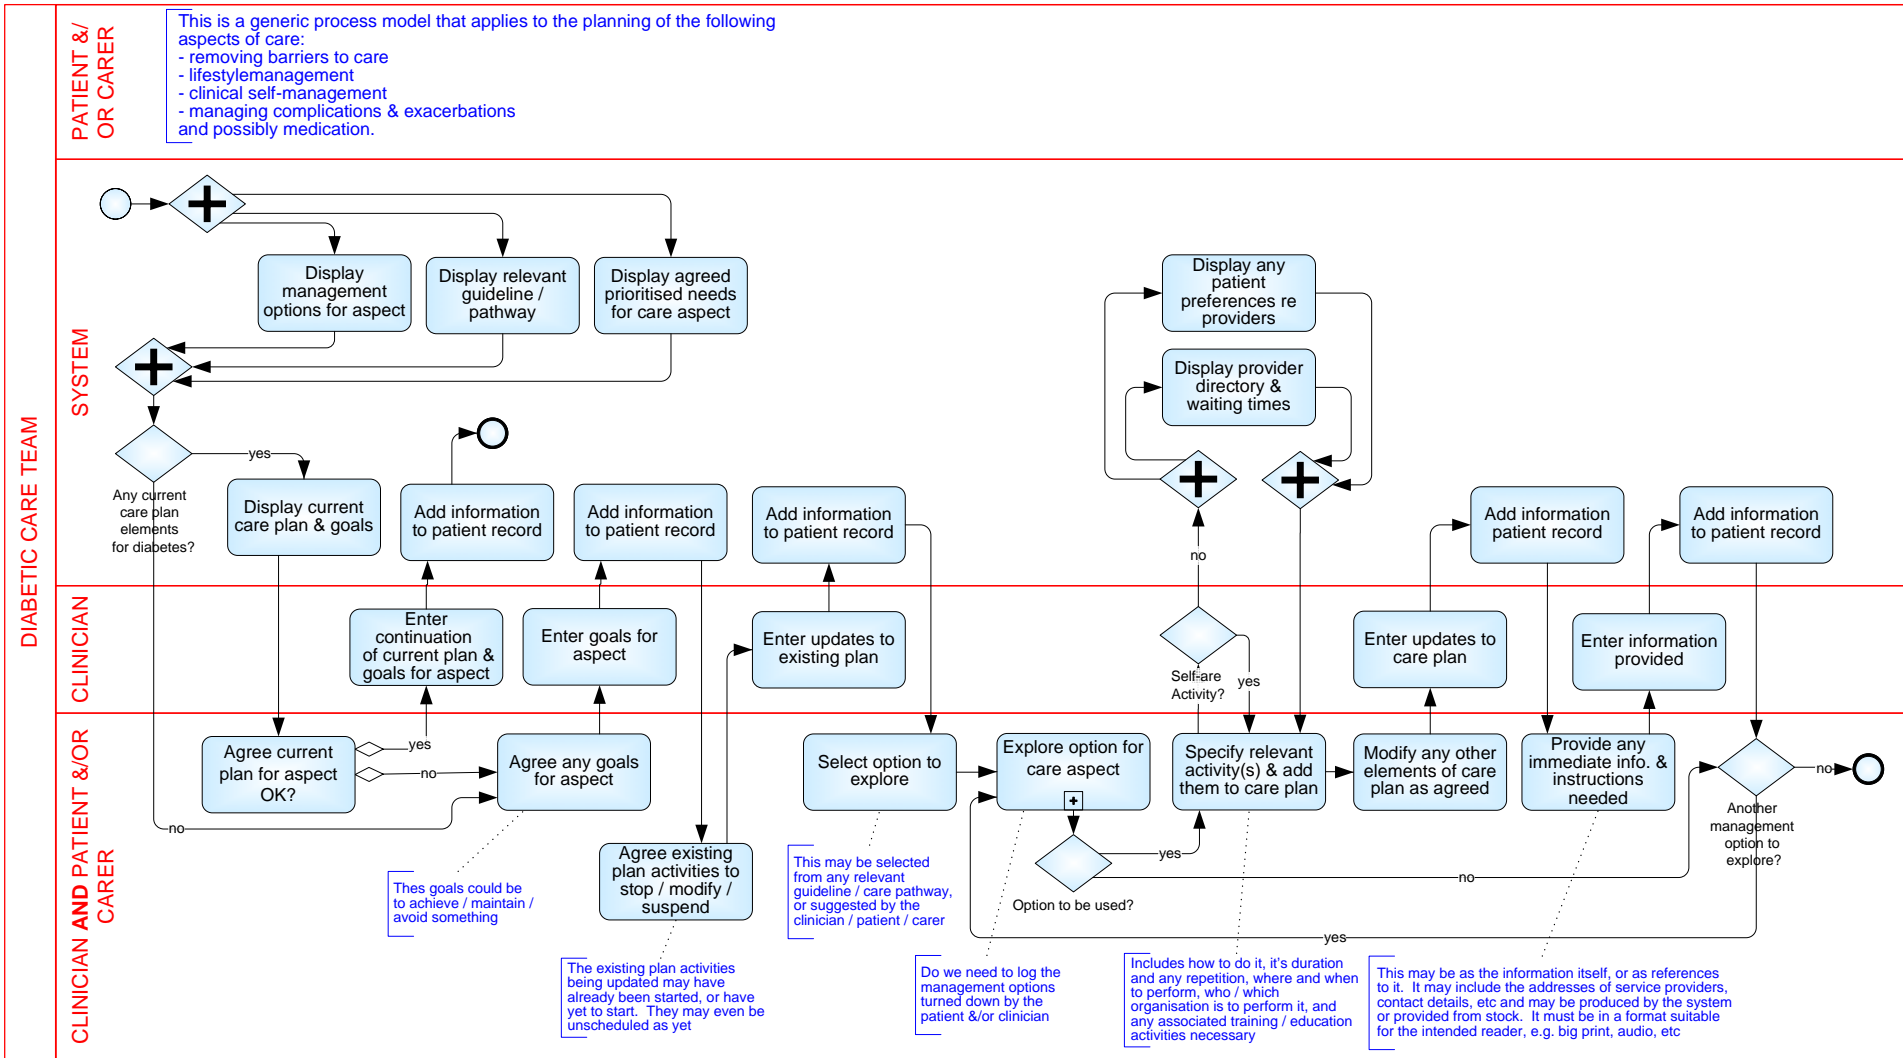 DIABETIC CARE TEAM
PATIENT &/
OR CARER
This is a generic process model that applies to the planning of the following
aspects of care:
- removing barriers to care
- lifestylemanagement
- clinical self-management
- managing complications & exacerbations
and possibly medication.
SYSTEM
Display
management
options for aspect
Display relevant
guideline /
pathway
Display agreed
prioritised needs
for care aspect
Display any
patient
preferences re
providers
Display provider
directory &
waiting times
yes
Any current
care plan
elements
for diabetes?
Display current
care plan & goals
Add information
to patient record
Add information
to patient record
Add information
to patient record
no
Add information
patient record
Add information
to patient record
CLINICIAN
Enter
continuation
of current plan &
goals for aspect
Enter goals for
aspect
Enter updates to
existing plan
Self-are
Activity?
yes
Enter updates to
care plan
Enter information
provided
CLINICIAN AND PATIENT &/OR
CARER
Agree current
plan for aspect
OK?
yes
no
no
Agree any goals
for aspect
Agree existing
plan activities to
stop / modify /
suspend
Select option to
explore
Explore option for
care aspect
yes
no
Option to be used?
Specify relevant
activity(s) & add
them to care plan
Modify any other
elements of care
plan as agreed
Provide any
immediate info. &
instructions
needed
no
Another
management
option to
explore?
yes
Thes goals could be
to achieve / maintain /
avoid something
The existing plan activities
being updated may have
already been started, or have
yet to start. They may even be
unscheduled as yet
This may be selected
from any relevant
guideline / care pathway,
or suggested by the
clinician / patient / carer
Do we need to log the
management options
turned down by the
patient &/or clinician
Includes how to do it, it's duration
and any repetition, where and when
to perform, who / which
organisation is to perform it, and
any associated training / education
activities necessary
This may be as the information itself, or as references
to it. It may include the addresses of service providers,
contact details, etc and may be produced by the system
or provided from stock. It must be in a format suitable
for the intended reader, e.g. big print, audio, etc